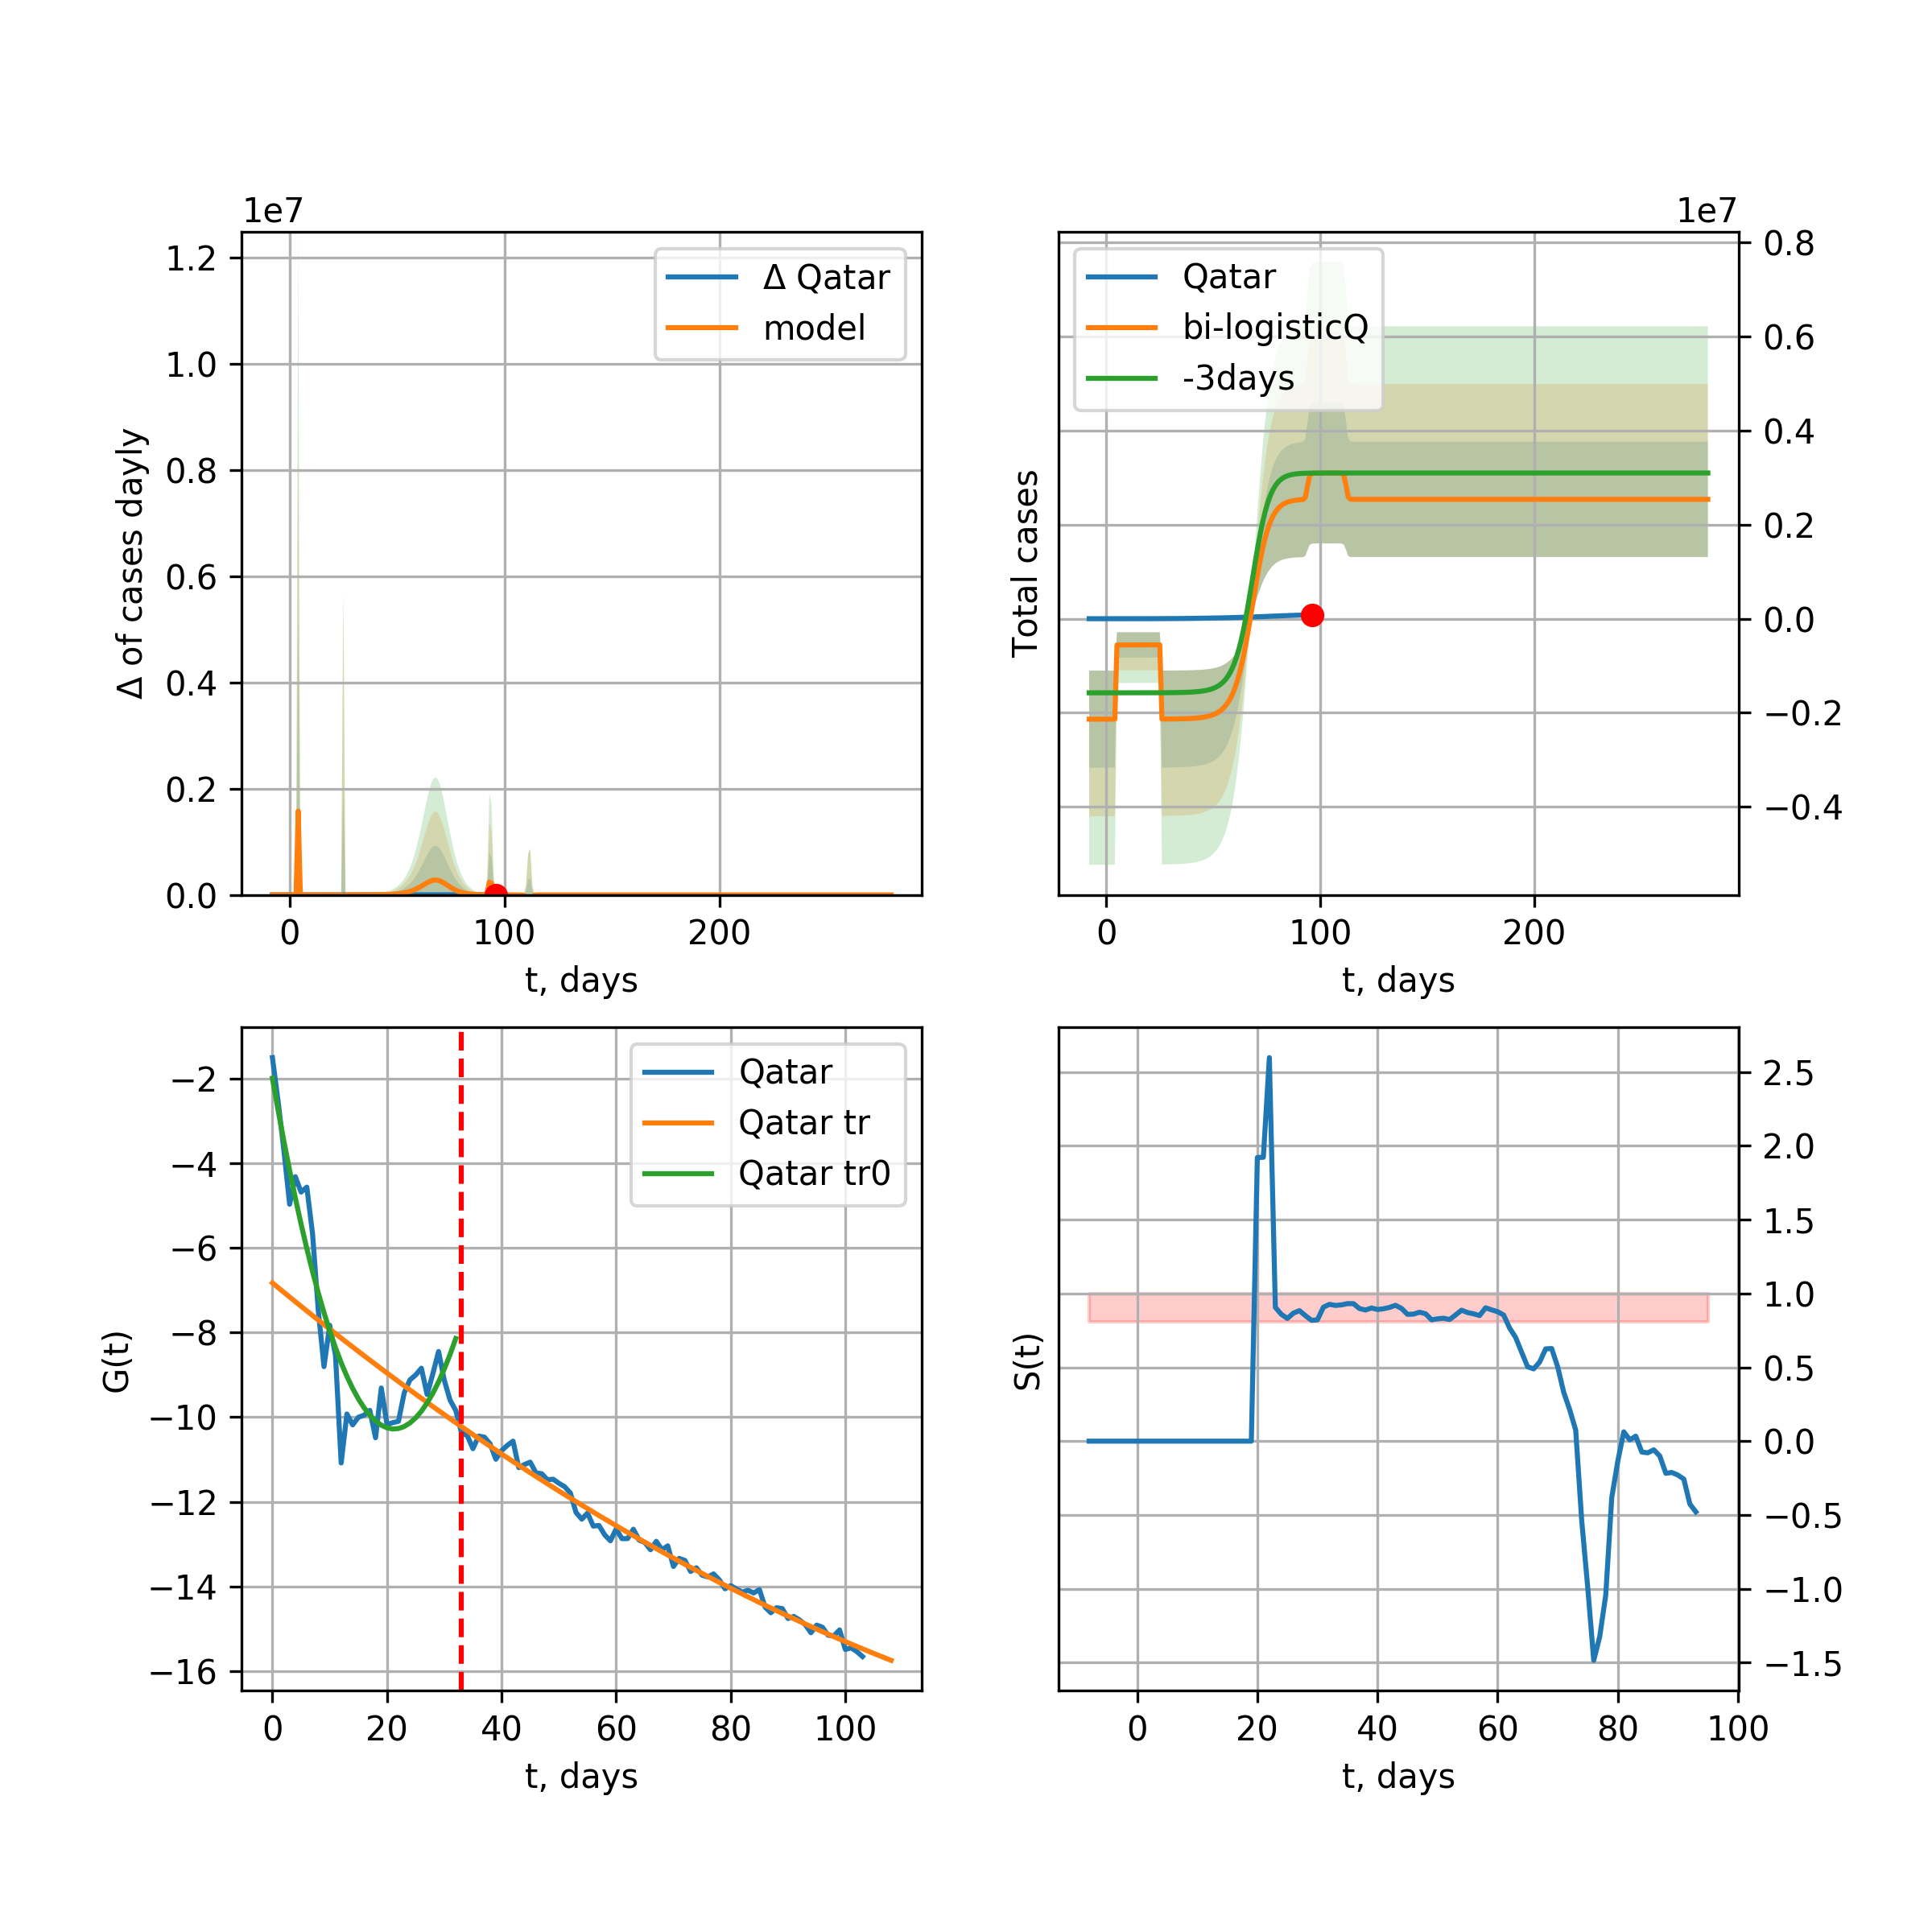 1e7
Δ of cases dayly
1.2
1.0
0.8
0.6
0.4
0.2
0.0
Δ Qatar
model
0 100 200
t, days
1e7
Total cases
Qatar
bi-logisticQ
-3days
0.8
0.6
0.4
0.2
0.0
−0.2
−0.4
0 100 200
t, days
G(t)
−2
−4
−6
−8
−10
−12
−14
−16
Qatar
Qatar tr
Qatar tr0
0 20 40 60 80 100
t, days
S(t)
2.5
2.0
1.5
1.0
0.5
0.0
−0.5
−1.0
−1.5
0 20 40 60 80 100
t, days